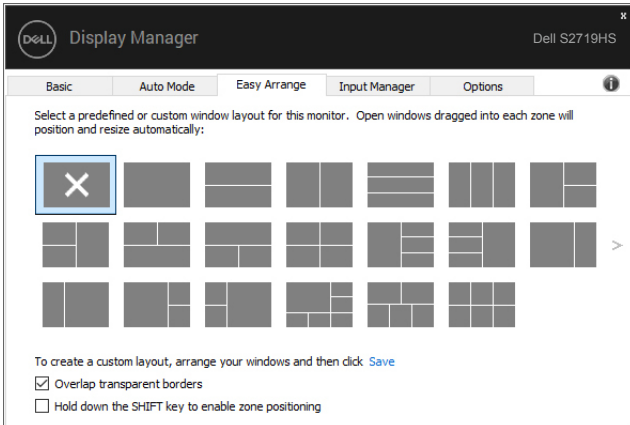 x
DELL Display Manager
Dell S2719HS
Basic Auto Mode Easy Arrange Input Manager Options i
Select a predefined or custom window layout for this monitor. Open windows dragged into each zone will
position and resize automatically:
To create a custom layout, arrange your windows and then click Save
Overlap transparent borders
Hold down the SHIFT key to enable zone positioning